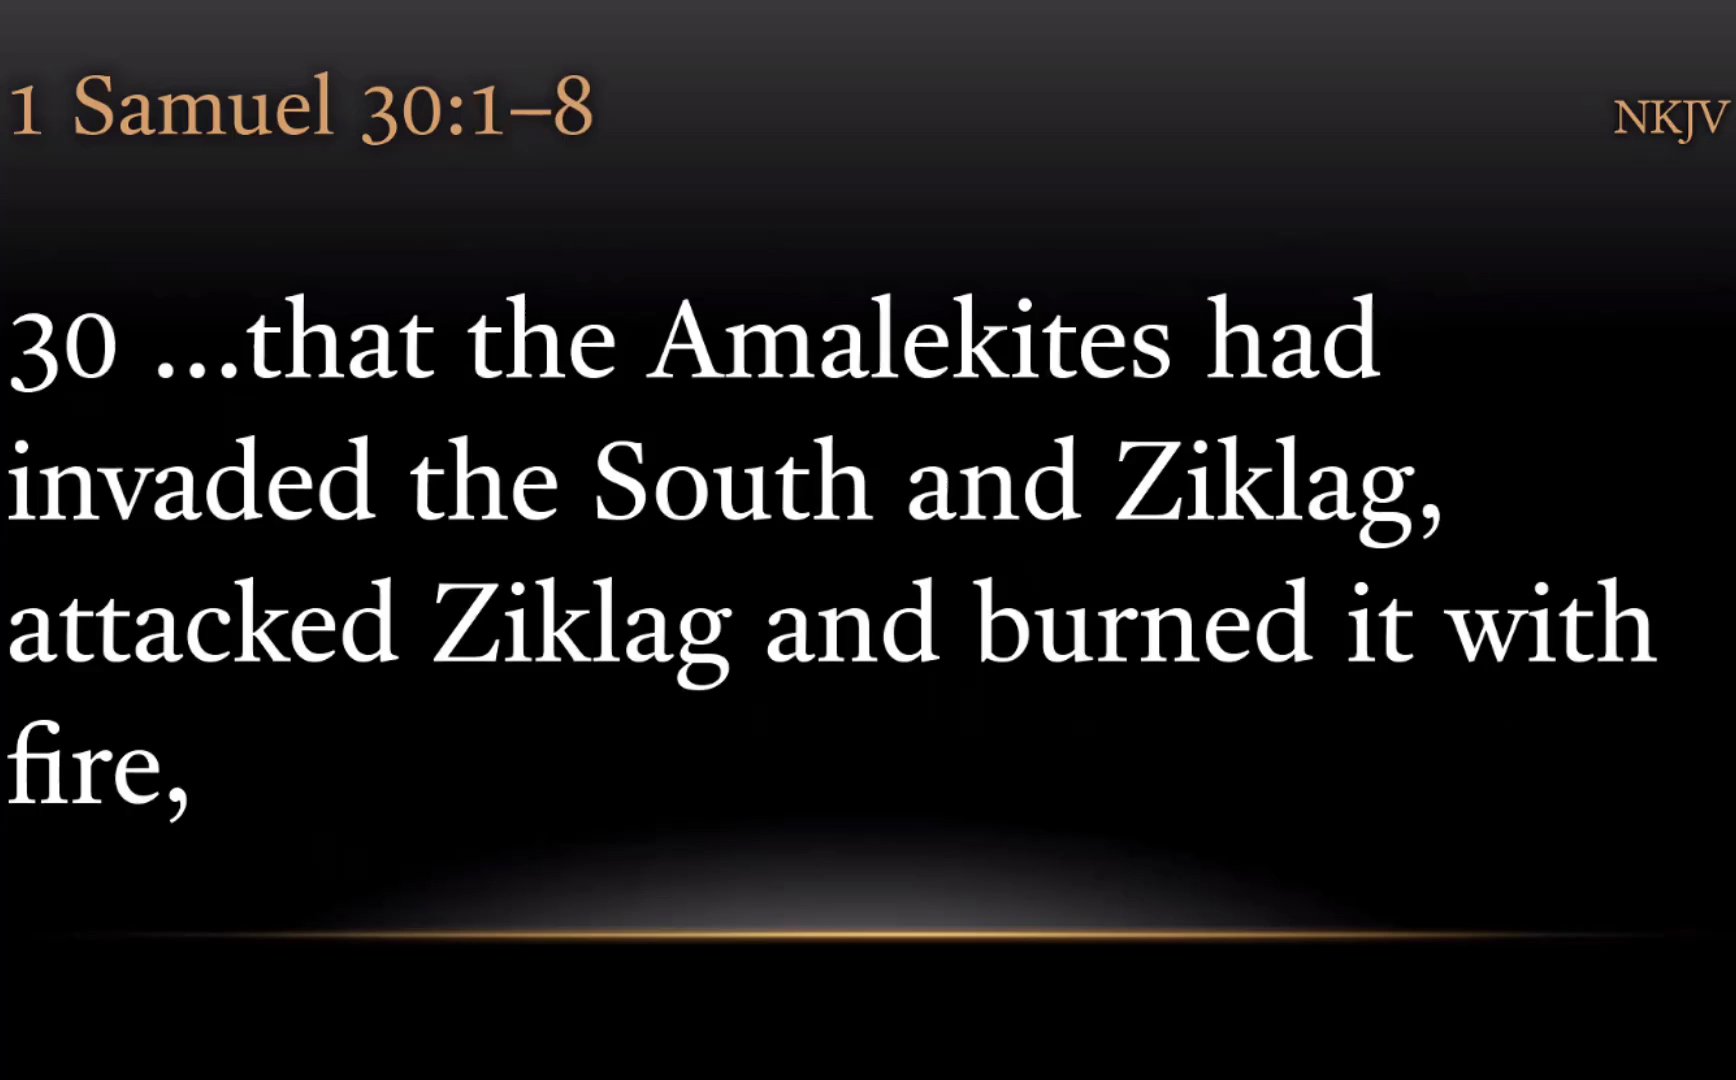 1 Samuel 30:1–8
NKJV
30 ...that the Amalekites had
invaded the South and Ziklag,
attacked Ziklag and burned it with
fire,